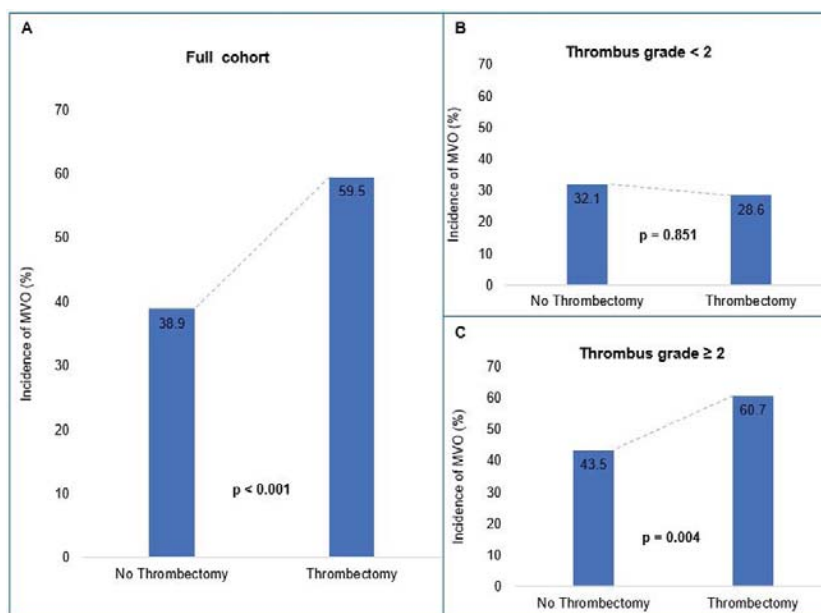 A
Full cohort
Incidence of MVO (%)
70
60
50
40
30
20
10
0
38.9
59.5
p < 0.001
No Thrombectomy
Thrombectomy
B
Thrombus grade < 2
Incidence of MVO (%)
70
60
50
40
30
20
10
0
32.1
28.6
p = 0.851
No Thrombectomy
Thrombectomy
C
Thrombus grade ≥ 2
Incidence of MVO (%)
70
60
50
40
30
20
10
0
43.5
60.7
p = 0.004
No Thrombectomy
Thrombectomy